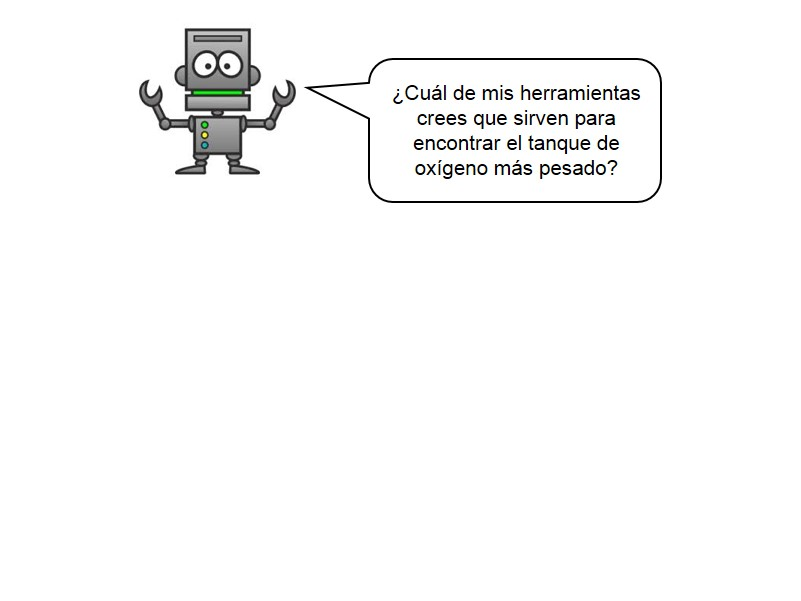 ¿Cuál de mis herramientas
crees que sirven para
encontrar el tanque de
oxígeno más pesado?